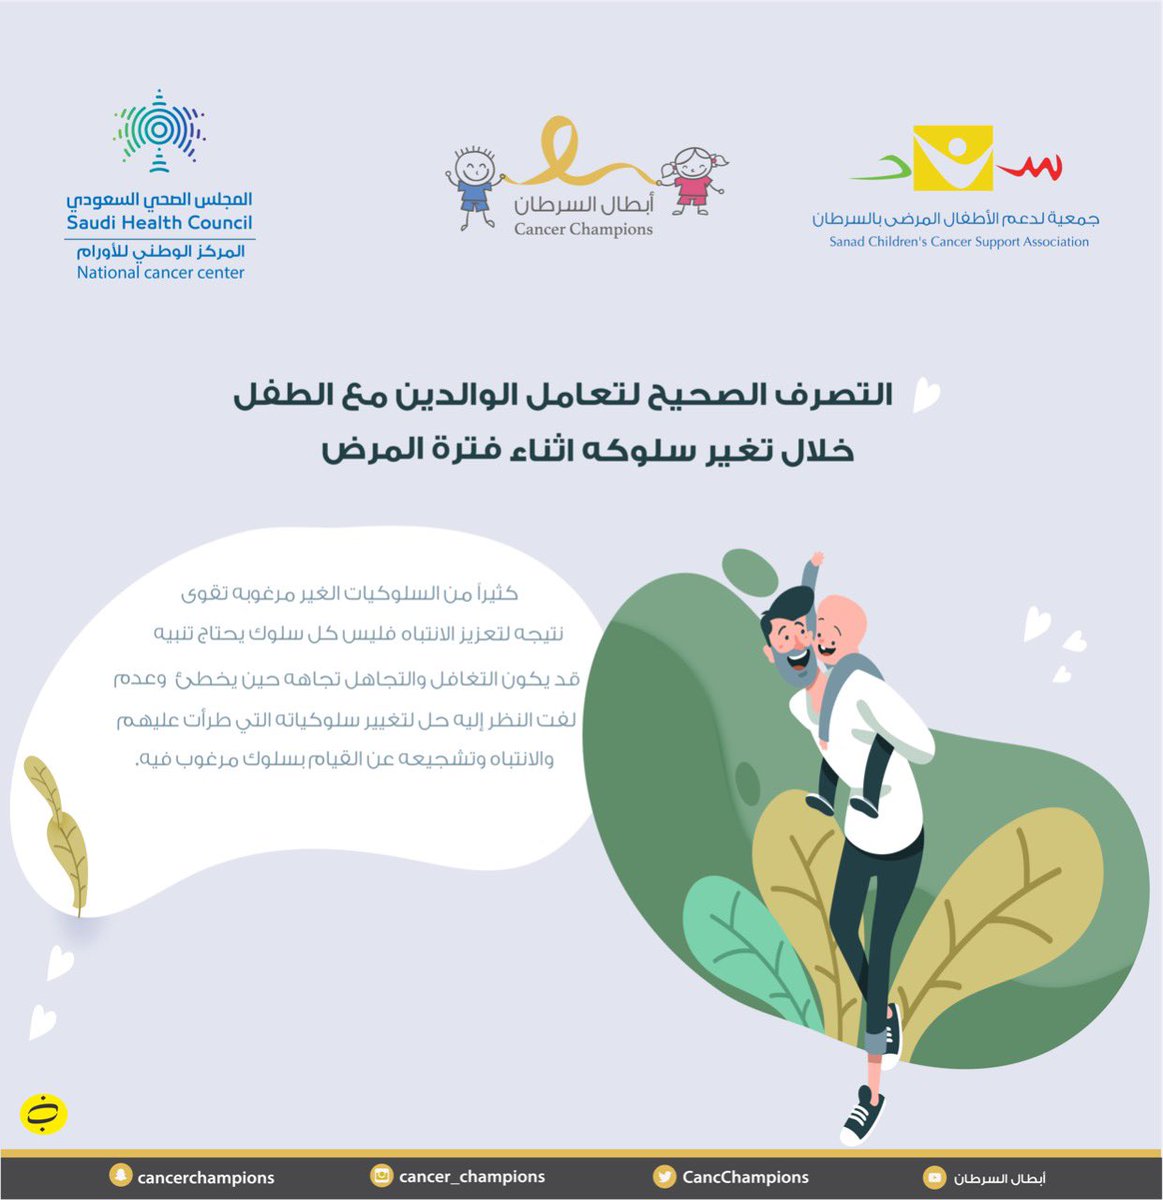 المجلس الصحي السعودي
Saudi Health Council
المركز الوطني للأورام
National cancer center
أبطال السرطان
Cancer Champions
سند
جمعية لدعم الأطفال المرضى بالسرطان
Sanad Children's Cancer Support Association
التصرف الصحيح لتعامل الوالدين مع الطفل
خلال تغير سلوكه اثناء فترة المرض
كثيراً من السلوكيات الغير مرغوبه تقوى
نتيجه لتعزيز الانتباه فليس كل سلوك يحتاج تنبيه
قد يكون التغافل والتجاهل تجاهه حين يخطئ وعدم
لفت النظر إليه حل لتغيير سلوكياته التي طرأت عليهم
والانتباه وتشجيعه عن القيام بسلوك مرغوب فيه.
cancerchampions
cancer_champions
CancChampions
أبطال السرطان